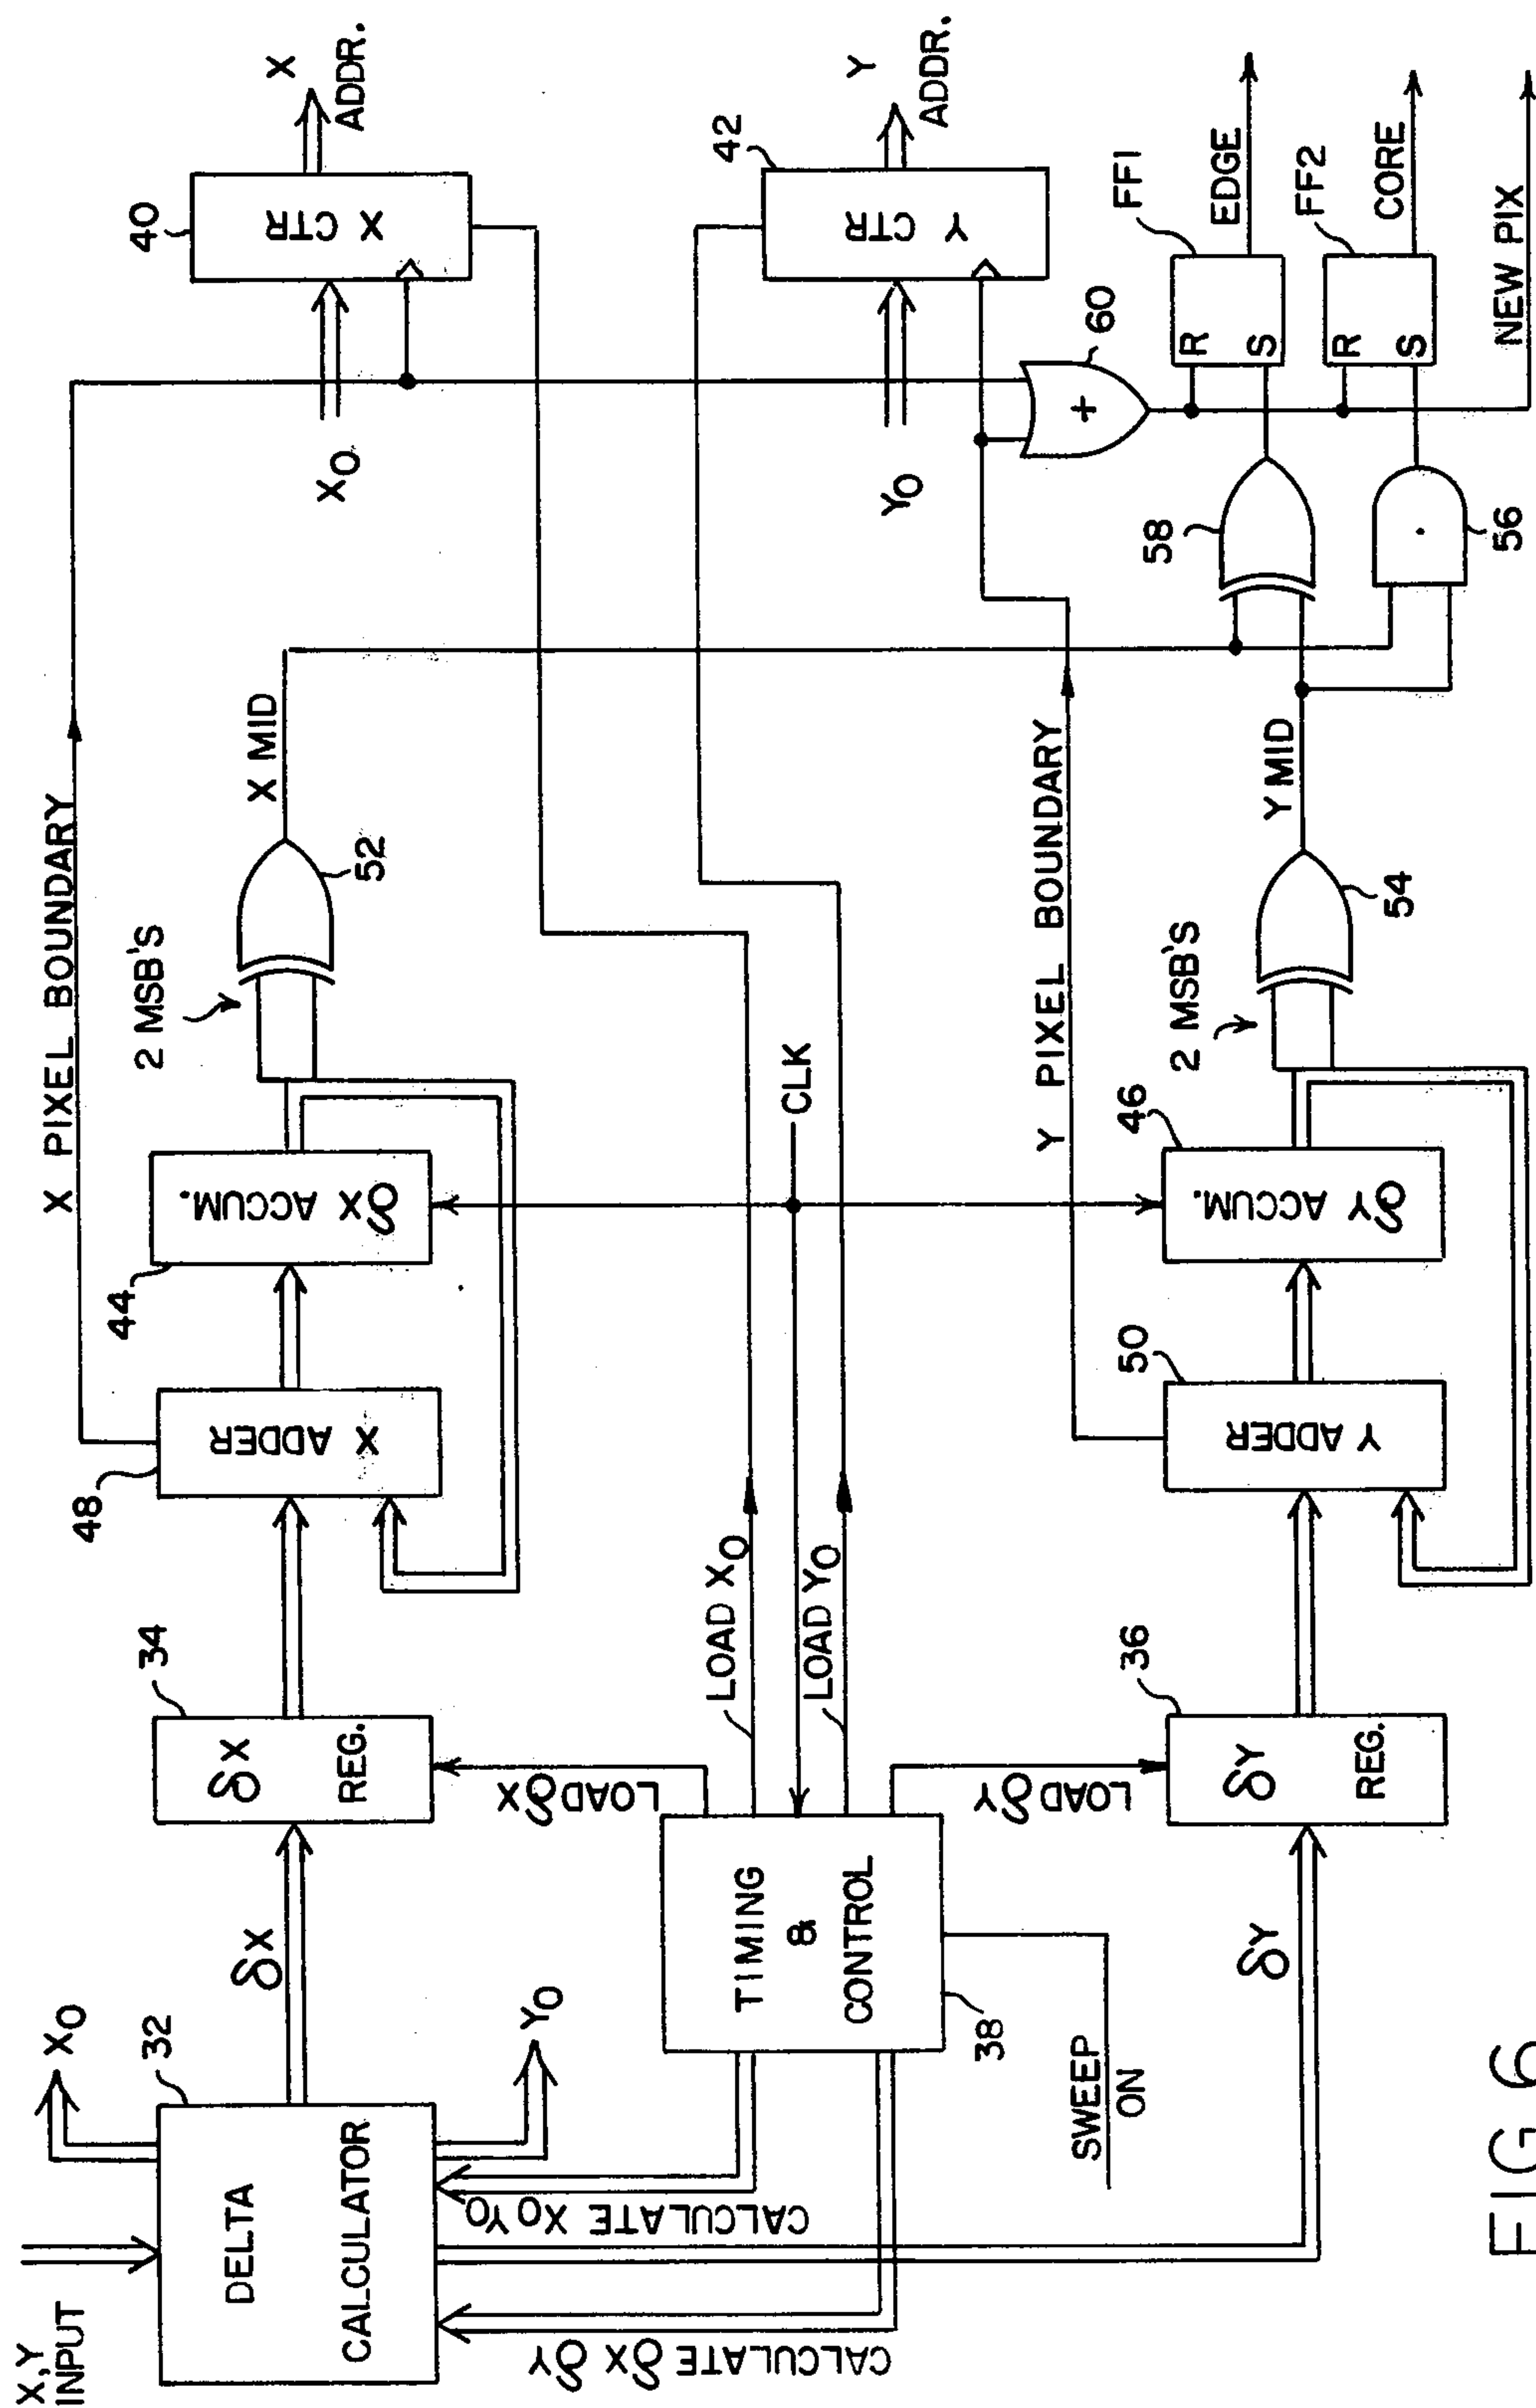 X,Y
INPUT
X₀
32
DELTA
CALCULATOR
Y₀
δX
34
δX
REG.
48
X ADDER
44
δX ACCUM.
X PIXEL BOUNDARY
2 MSB'S
52
X MID
X₀
40
X CTR
X
ADDR.
CALCULATE X₀ Y₀
CALCULATE δX δY
TIMING
&
CONTROL
38
SWEEP
ON
LOAD δX
LOAD X₀
LOAD Y₀
LOAD δY
CLK
Y₀
42
Y CTR
Y
ADDR.
δY
36
δY
REG.
50
Y ADDER
46
δY ACCUM.
Y PIXEL BOUNDARY
2 MSB'S
54
Y MID
60
+
58
56
FF1
R
S
EDGE
FF2
R
S
CORE
NEW PIX
FIG 6